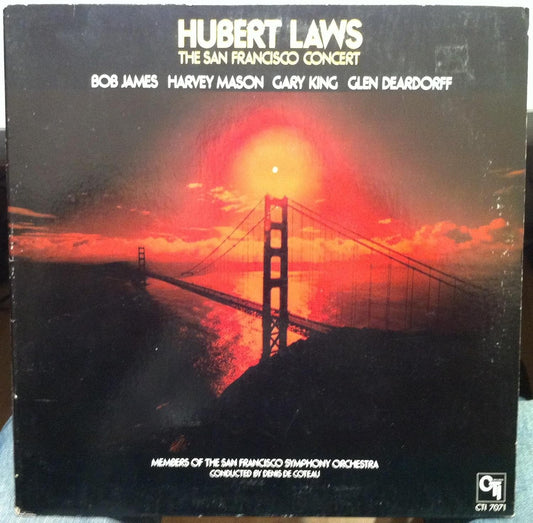 HUBERT LAWS
THE SAN FRANCISCO CONCERT
BOB JAMES HARVEY MASON GARY KING GLEN DEARDORFF
MEMBERS OF THE SAN FRANCISCO SYMPHONY ORCHESTRA
CONDUCTED BY DENIS DE COTEAU
CTI
CTI 7071